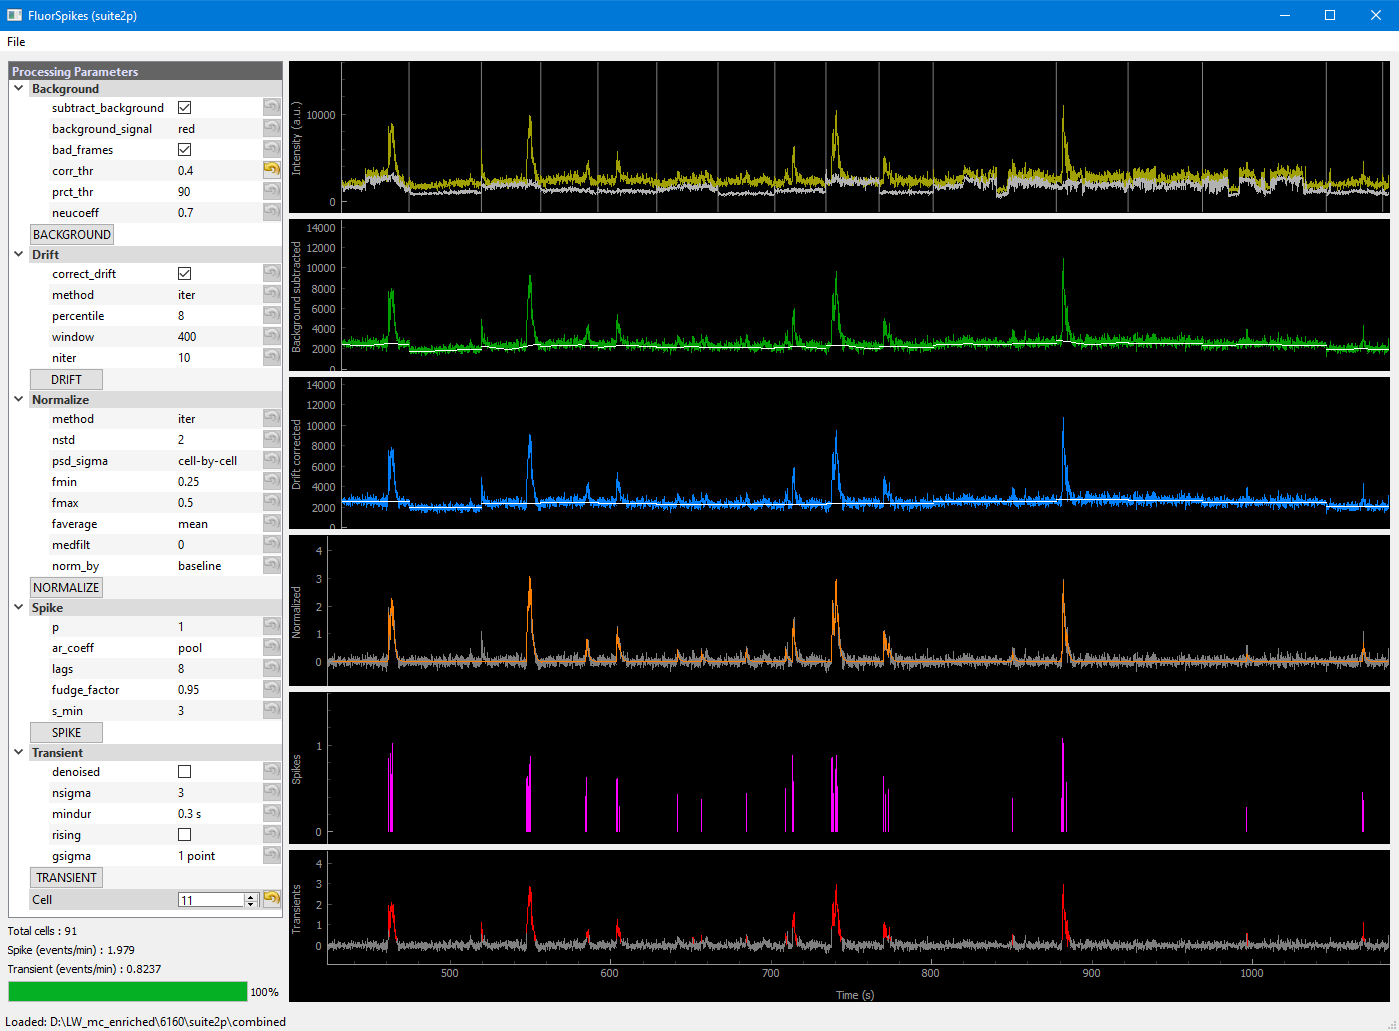 FluorSpikes (suite2p)
File
Processing Parameters
Background
subtract_background
background_signal red
bad_frames
corr_thr 0.4
prct_thr 90
neucoeff 0.7
BACKGROUND
Drift
correct_drift
method iter
percentile 8
window 400
niter 10
DRIFT
Normalize
method iter
nstd 2
psd_sigma cell-by-cell
fmin 0.25
fmax 0.5
faverage mean
medfilt 0
norm_by baseline
NORMALIZE
Spike
p 1
ar_coeff pool
lags 8
fudge_factor 0.95
s_min 3
SPIKE
Transient
denoised
nsigma 3
mindur 0.3 s
rising
gsigma 1 point
TRANSIENT
Cell 11
Total cells : 91
Spike (events/min) : 1.979
Transient (events/min) : 0.8237
100%
Loaded: D:\LW_mc_enriched\6160\suite2p\combined
Intensity (a.u.)
10000
0
Background subtracted
14000
12000
10000
8000
6000
4000
2000
0
Drift corrected
14000
12000
10000
8000
6000
4000
2000
0
Normalized
4
3
2
1
0
Spikes
1
0
Transients
4
3
2
1
0
500 600 700 800 900 1000
Time (s)